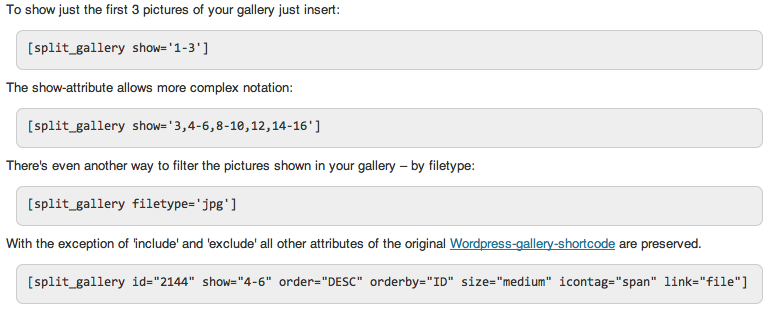 To show just the first 3 pictures of your gallery just insert:
[split_gallery show='1-3']
The show-attribute allows more complex notation:
[split_gallery show='3,4-6,8-10,12,14-16']
There's even another way to filter the pictures shown in your gallery – by filetype:
[split_gallery filetype='jpg']
With the exception of 'include' and 'exclude' all other attributes of the original Wordpress-gallery-shortcode are preserved.
[split_gallery id="2144" show="4-6" order="DESC" orderby="ID" size="medium" icontag="span" link="file"]